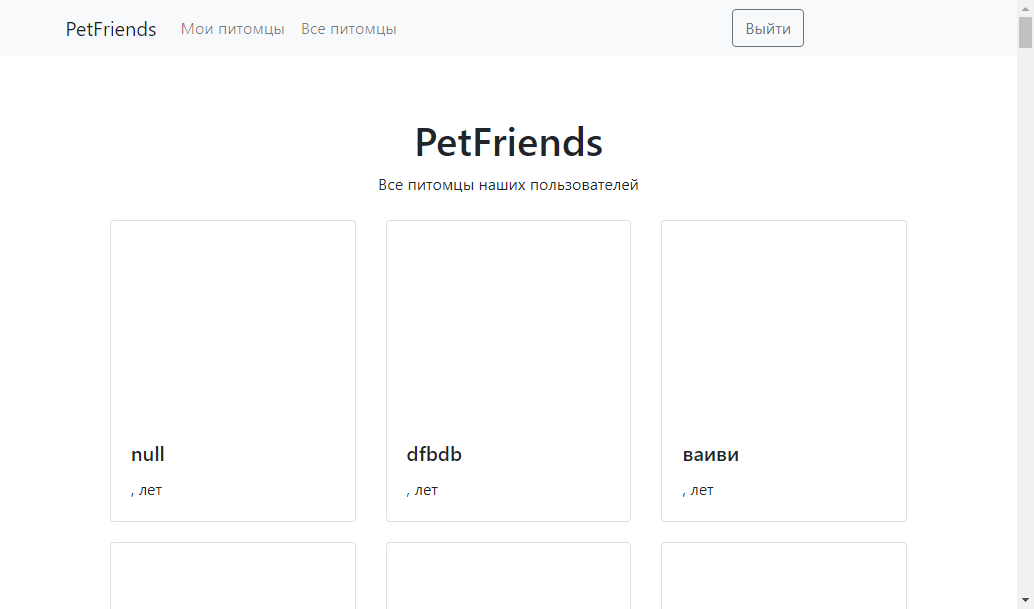 PetFriends Мои питомцы Все питомцы Выйти
PetFriends
Все питомцы наших пользователей
null dfbdb ваиви
, лет , лет , лет